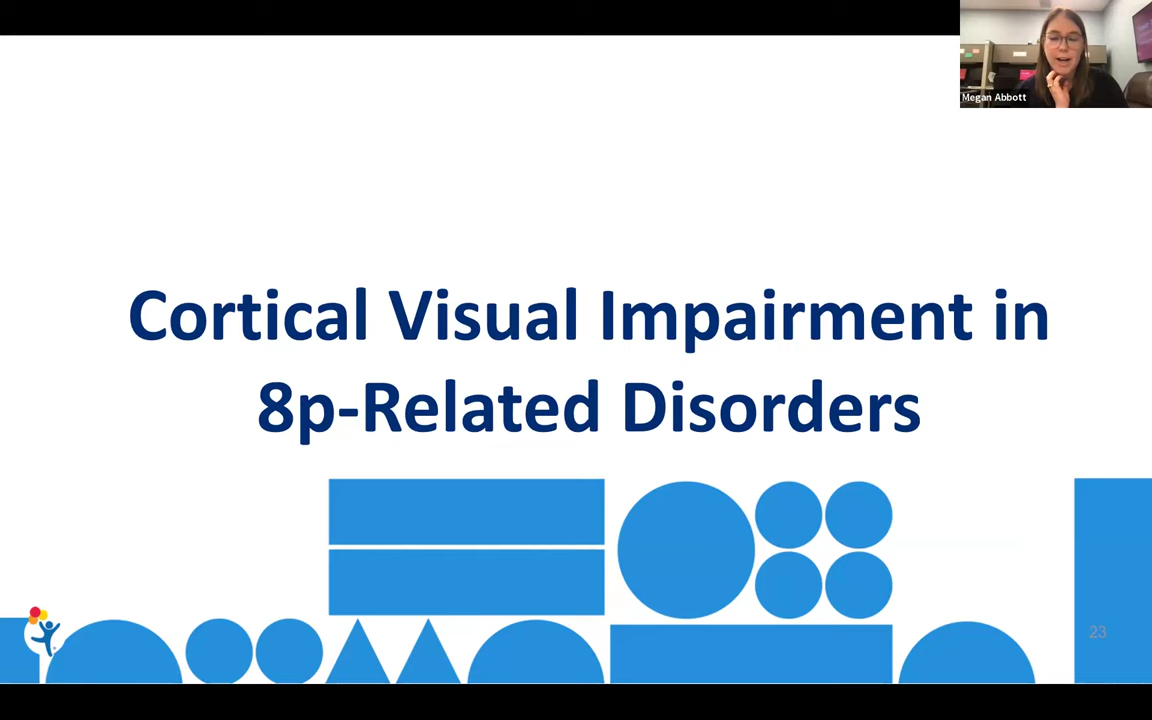 Megan Abbott
Cortical Visual Impairment in
8p-Related Disorders
23